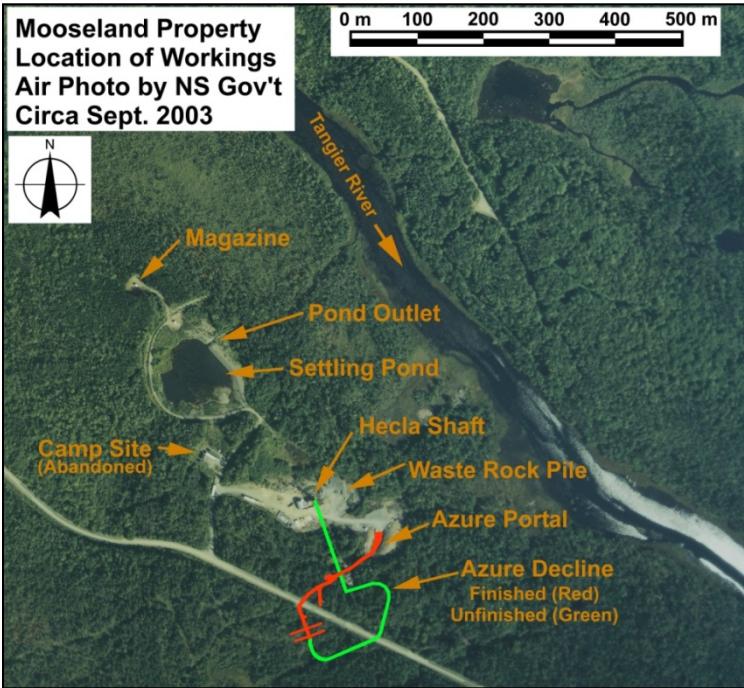 Mooseland Property
Location of Workings
Air Photo by NS Gov't
Circa Sept. 2003
0 m 100 200 300 400 500 m
N
Tangier River
Magazine
Pond Outlet
Settling Pond
Hecla Shaft
Camp Site
(Abandoned)
Waste Rock Pile
Azure Portal
Azure Decline
Finished (Red)
Unfinished (Green)